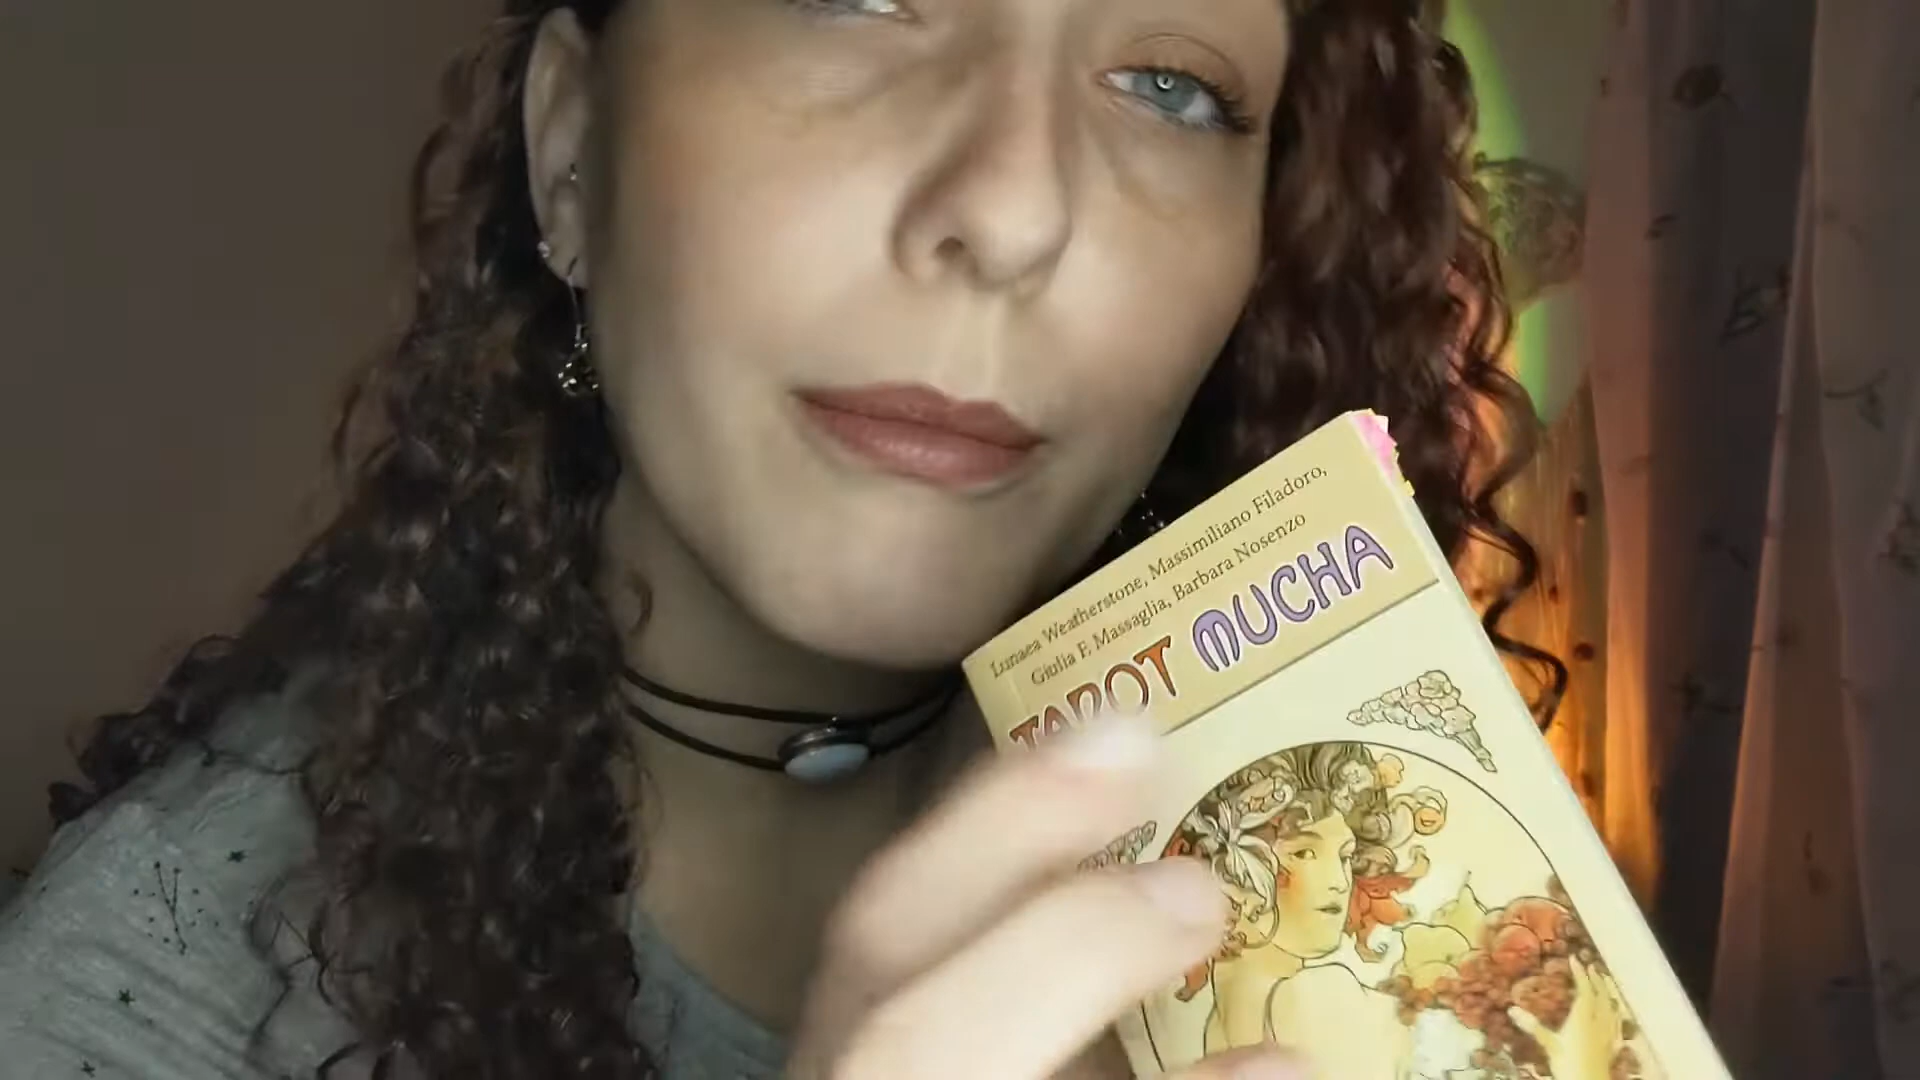 Lunaea Weatherstone, Massimiliano Filadoro,
Giulia F. Massaglia, Barbara Nosenzo
TAROT MUCHA